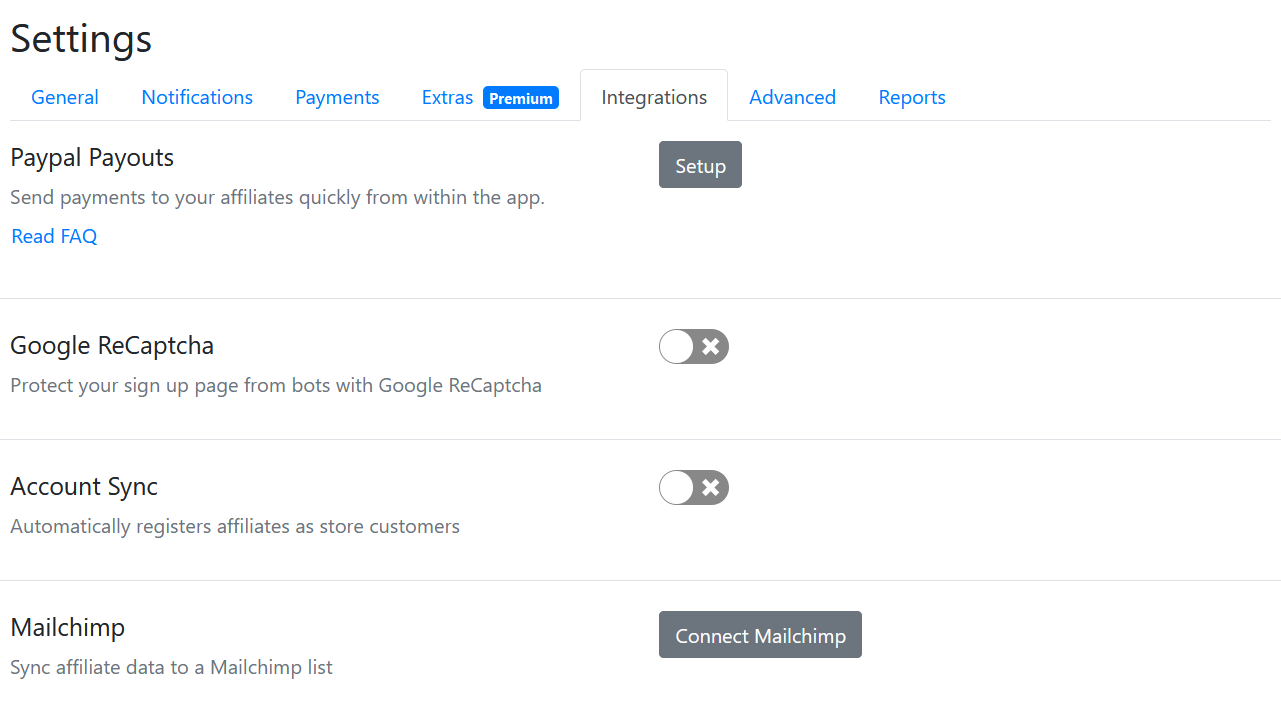 Settings
General Notifications Payments Extras Premium Integrations Advanced Reports
Paypal Payouts
Setup
Send payments to your affiliates quickly from within the app.
Read FAQ
Google ReCaptcha
Protect your sign up page from bots with Google ReCaptcha
Account Sync
Automatically registers affiliates as store customers
Mailchimp
Connect Mailchimp
Sync affiliate data to a Mailchimp list